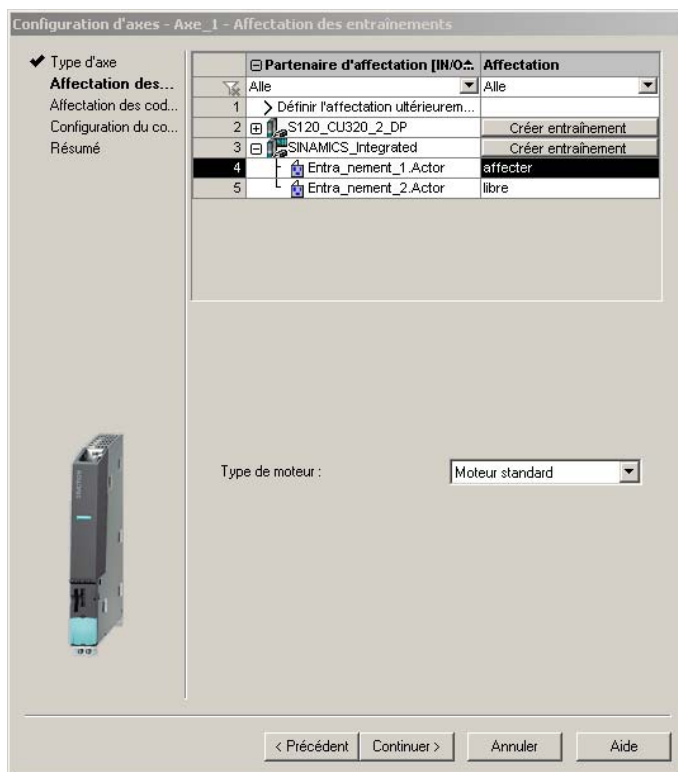 Configuration d'axes - Axe_1 - Affectation des entraînements
Type d'axe
Affectation des...
Affectation des cod...
Configuration du co...
Résumé
Partenaire d'affectation [IN/O... Affectation
Alle Alle
1 Définir l'affectation ultérieurem...
2 S120_CU320_2_DP Créer entraînement
3 SINAMICS_Integrated Créer entraînement
4 Entra_nement_1.Actor affecter
5 Entra_nement_2.Actor libre
Type de moteur : Moteur standard
SIMOTION
< Précédent Continuer > Annuler Aide